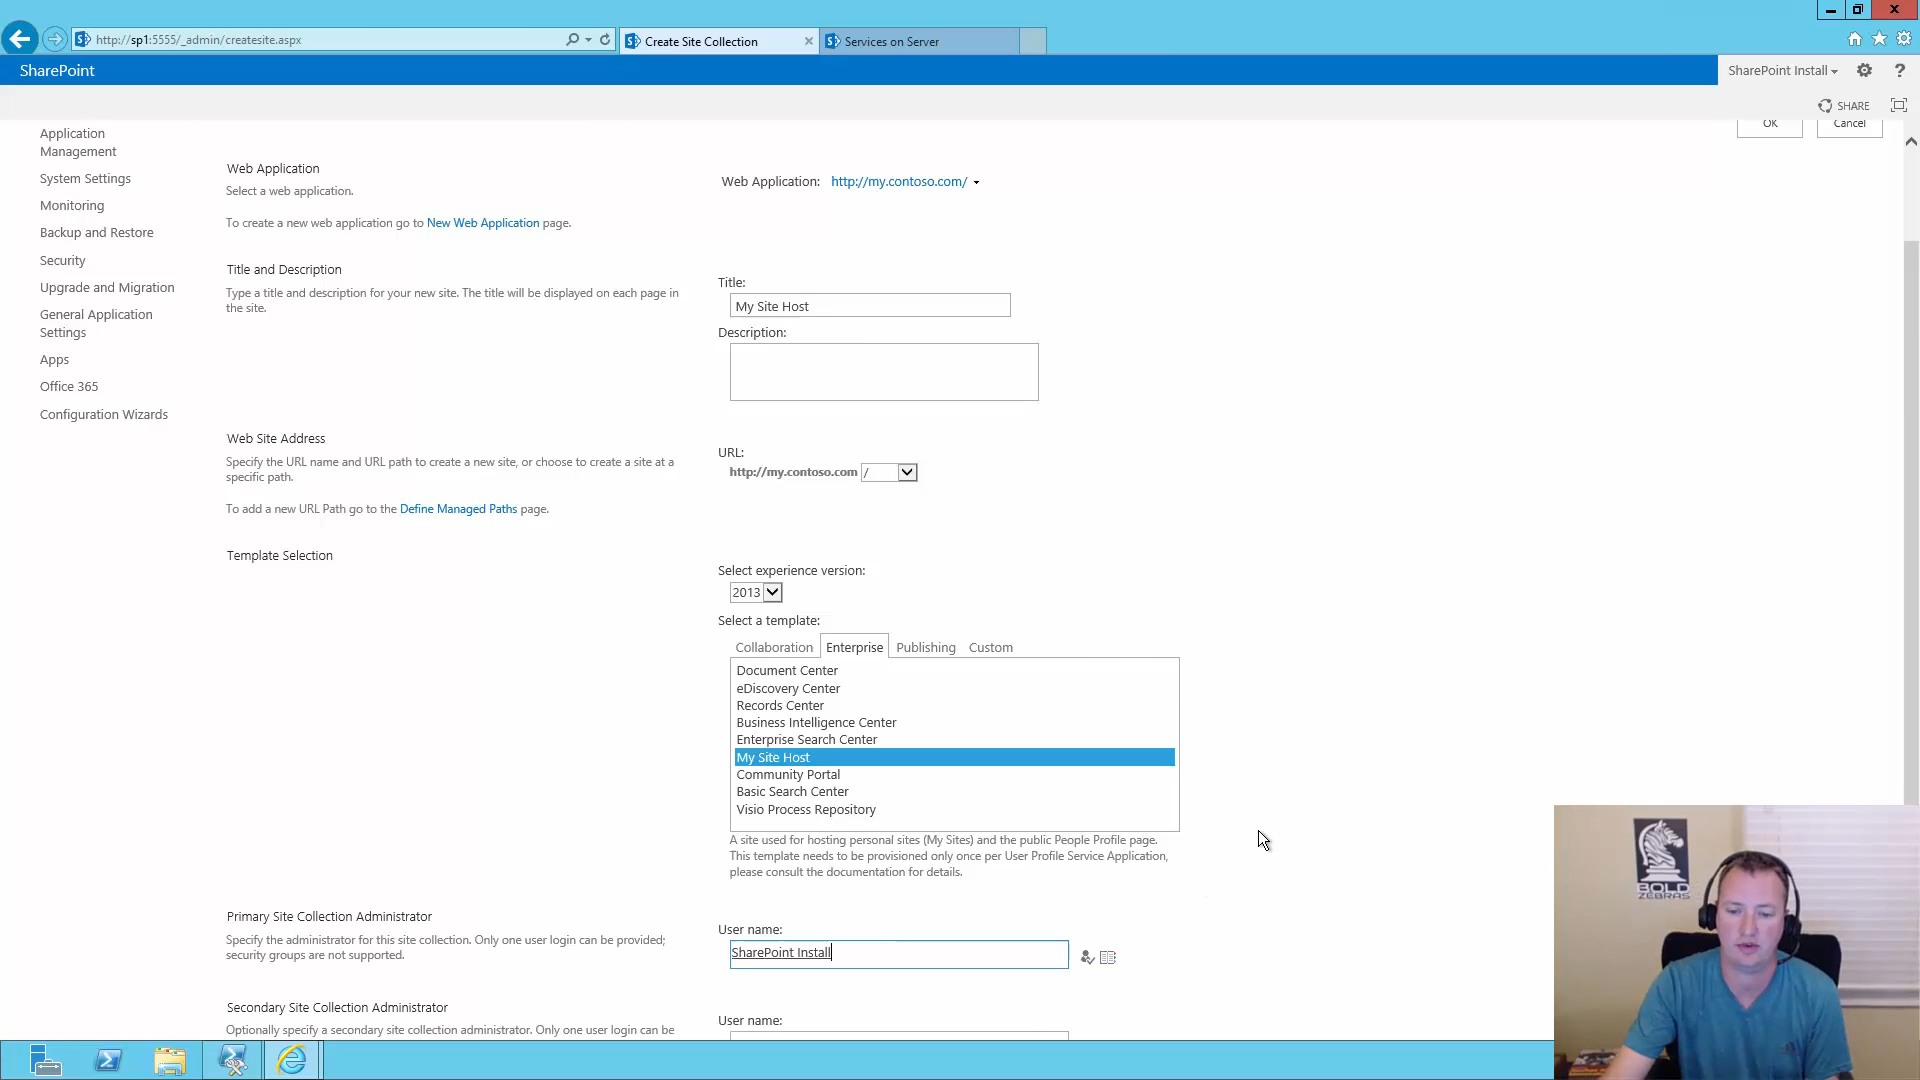 http://sp1:5555/_admin/createsite.aspx
Create Site Collection
Services on Server
SharePoint
SharePoint Install
?
SHARE
OK
Cancel
Application
Management
System Settings
Monitoring
Backup and Restore
Security
Upgrade and Migration
General Application
Settings
Apps
Office 365
Configuration Wizards
Web Application
Select a web application.
To create a new web application go to New Web Application page.
Web Application: http://my.contoso.com/
Title and Description
Type a title and description for your new site. The title will be displayed on each page in
the site.
Title:
My Site Host
Description:
Web Site Address
Specify the URL name and URL path to create a new site, or choose to create a site at a
specific path.
To add a new URL Path go to the Define Managed Paths page.
URL:
http://my.contoso.com /
Template Selection
Select experience version:
2013
Select a template:
Collaboration Enterprise Publishing Custom
Document Center
eDiscovery Center
Records Center
Business Intelligence Center
Enterprise Search Center
My Site Host
Community Portal
Basic Search Center
Visio Process Repository
A site used for hosting personal sites (My Sites) and the public People Profile page.
This template needs to be provisioned only once per User Profile Service Application,
please consult the documentation for details.
Primary Site Collection Administrator
Specify the administrator for this site collection. Only one user login can be provided;
security groups are not supported.
User name:
SharePoint Install
Secondary Site Collection Administrator
Optionally specify a secondary site collection administrator. Only one user login can be
User name:
BOLD
ZEBRAS